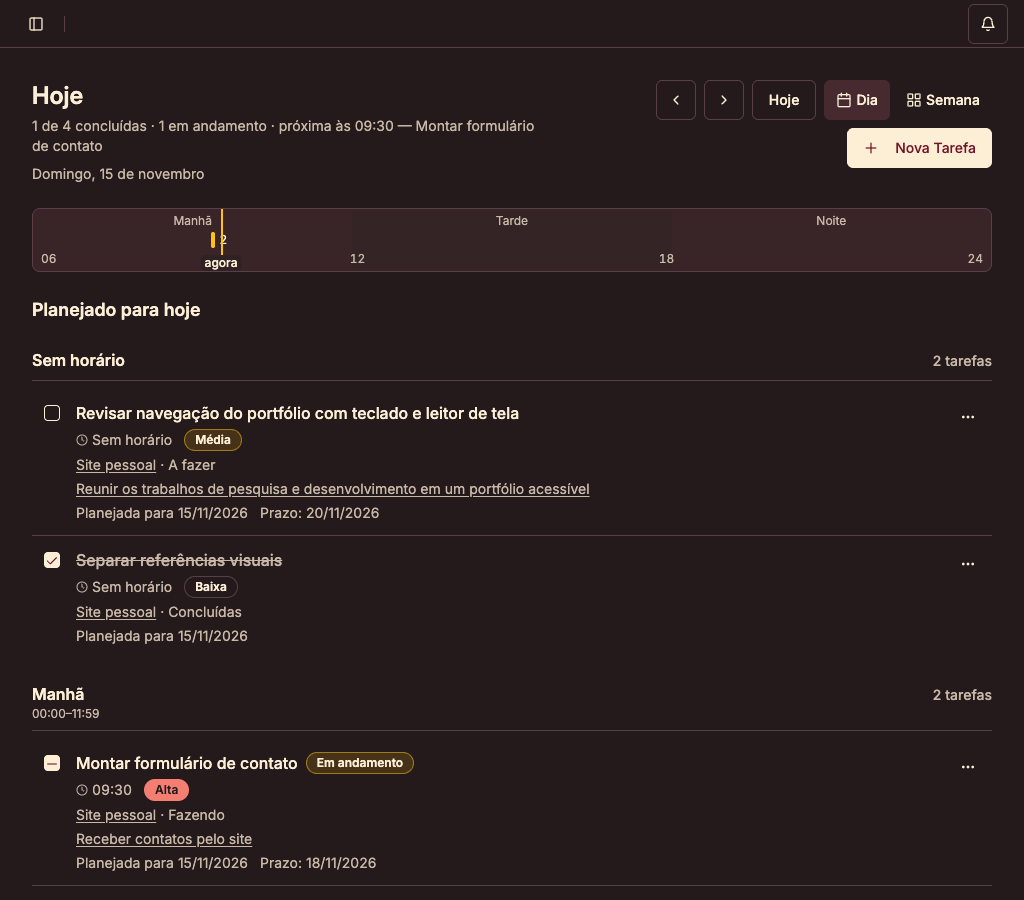 Hoje
1 de 4 concluídas · 1 em andamento · próxima às 09:30 — Montar formulário
de contato
Domingo, 15 de novembro
Hoje
Dia
Semana
Nova Tarefa
Manhã
Tarde
Noite
2
06
agora
12
18
24
Planejado para hoje
Sem horário
2 tarefas
Revisar navegação do portfólio com teclado e leitor de tela
Sem horário Média
Site pessoal · A fazer
Reunir os trabalhos de pesquisa e desenvolvimento em um portfólio acessível
Planejada para 15/11/2026 Prazo: 20/11/2026
Separar referências visuais
Sem horário Baixa
Site pessoal · Concluídas
Planejada para 15/11/2026
Manhã
2 tarefas
00:00–11:59
Montar formulário de contato Em andamento
09:30 Alta
Site pessoal · Fazendo
Receber contatos pelo site
Planejada para 15/11/2026 Prazo: 18/11/2026